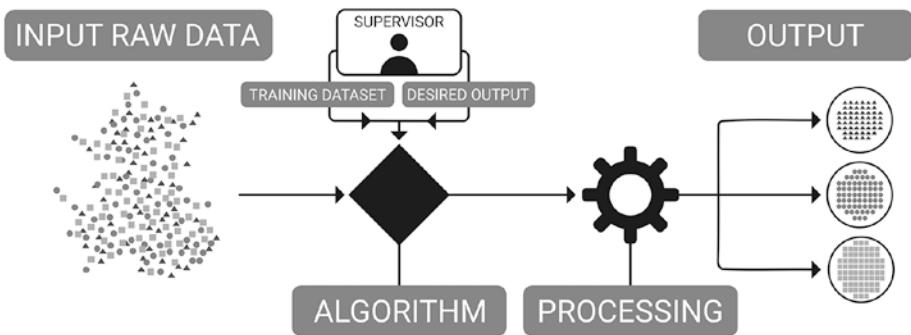 INPUT RAW DATA
SUPERVISOR
OUTPUT
TRAINING DATASET
DESIRED OUTPUT
ALGORITHM
PROCESSING